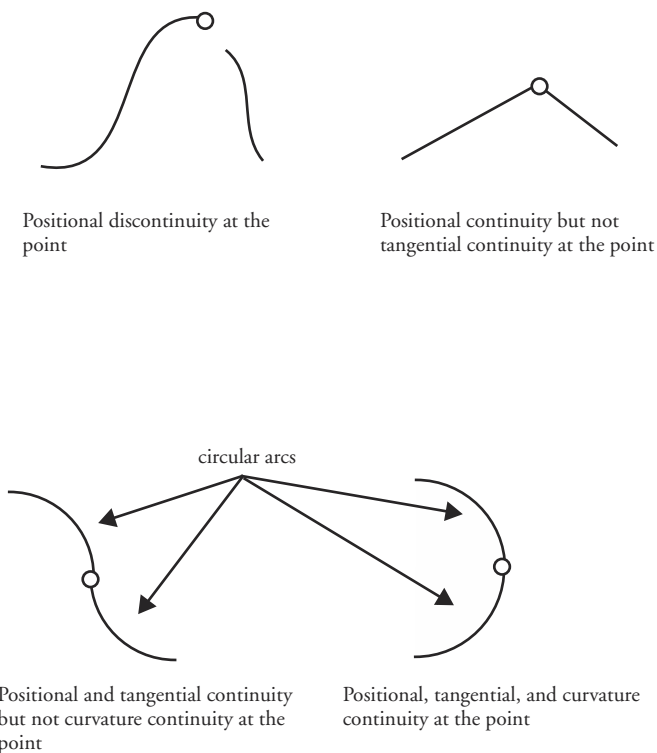 Positional discontinuity at the
point
Positional continuity but not
tangential continuity at the point
circular arcs
Positional and tangential continuity
but not curvature continuity at the
point
Positional, tangential, and curvature
continuity at the point